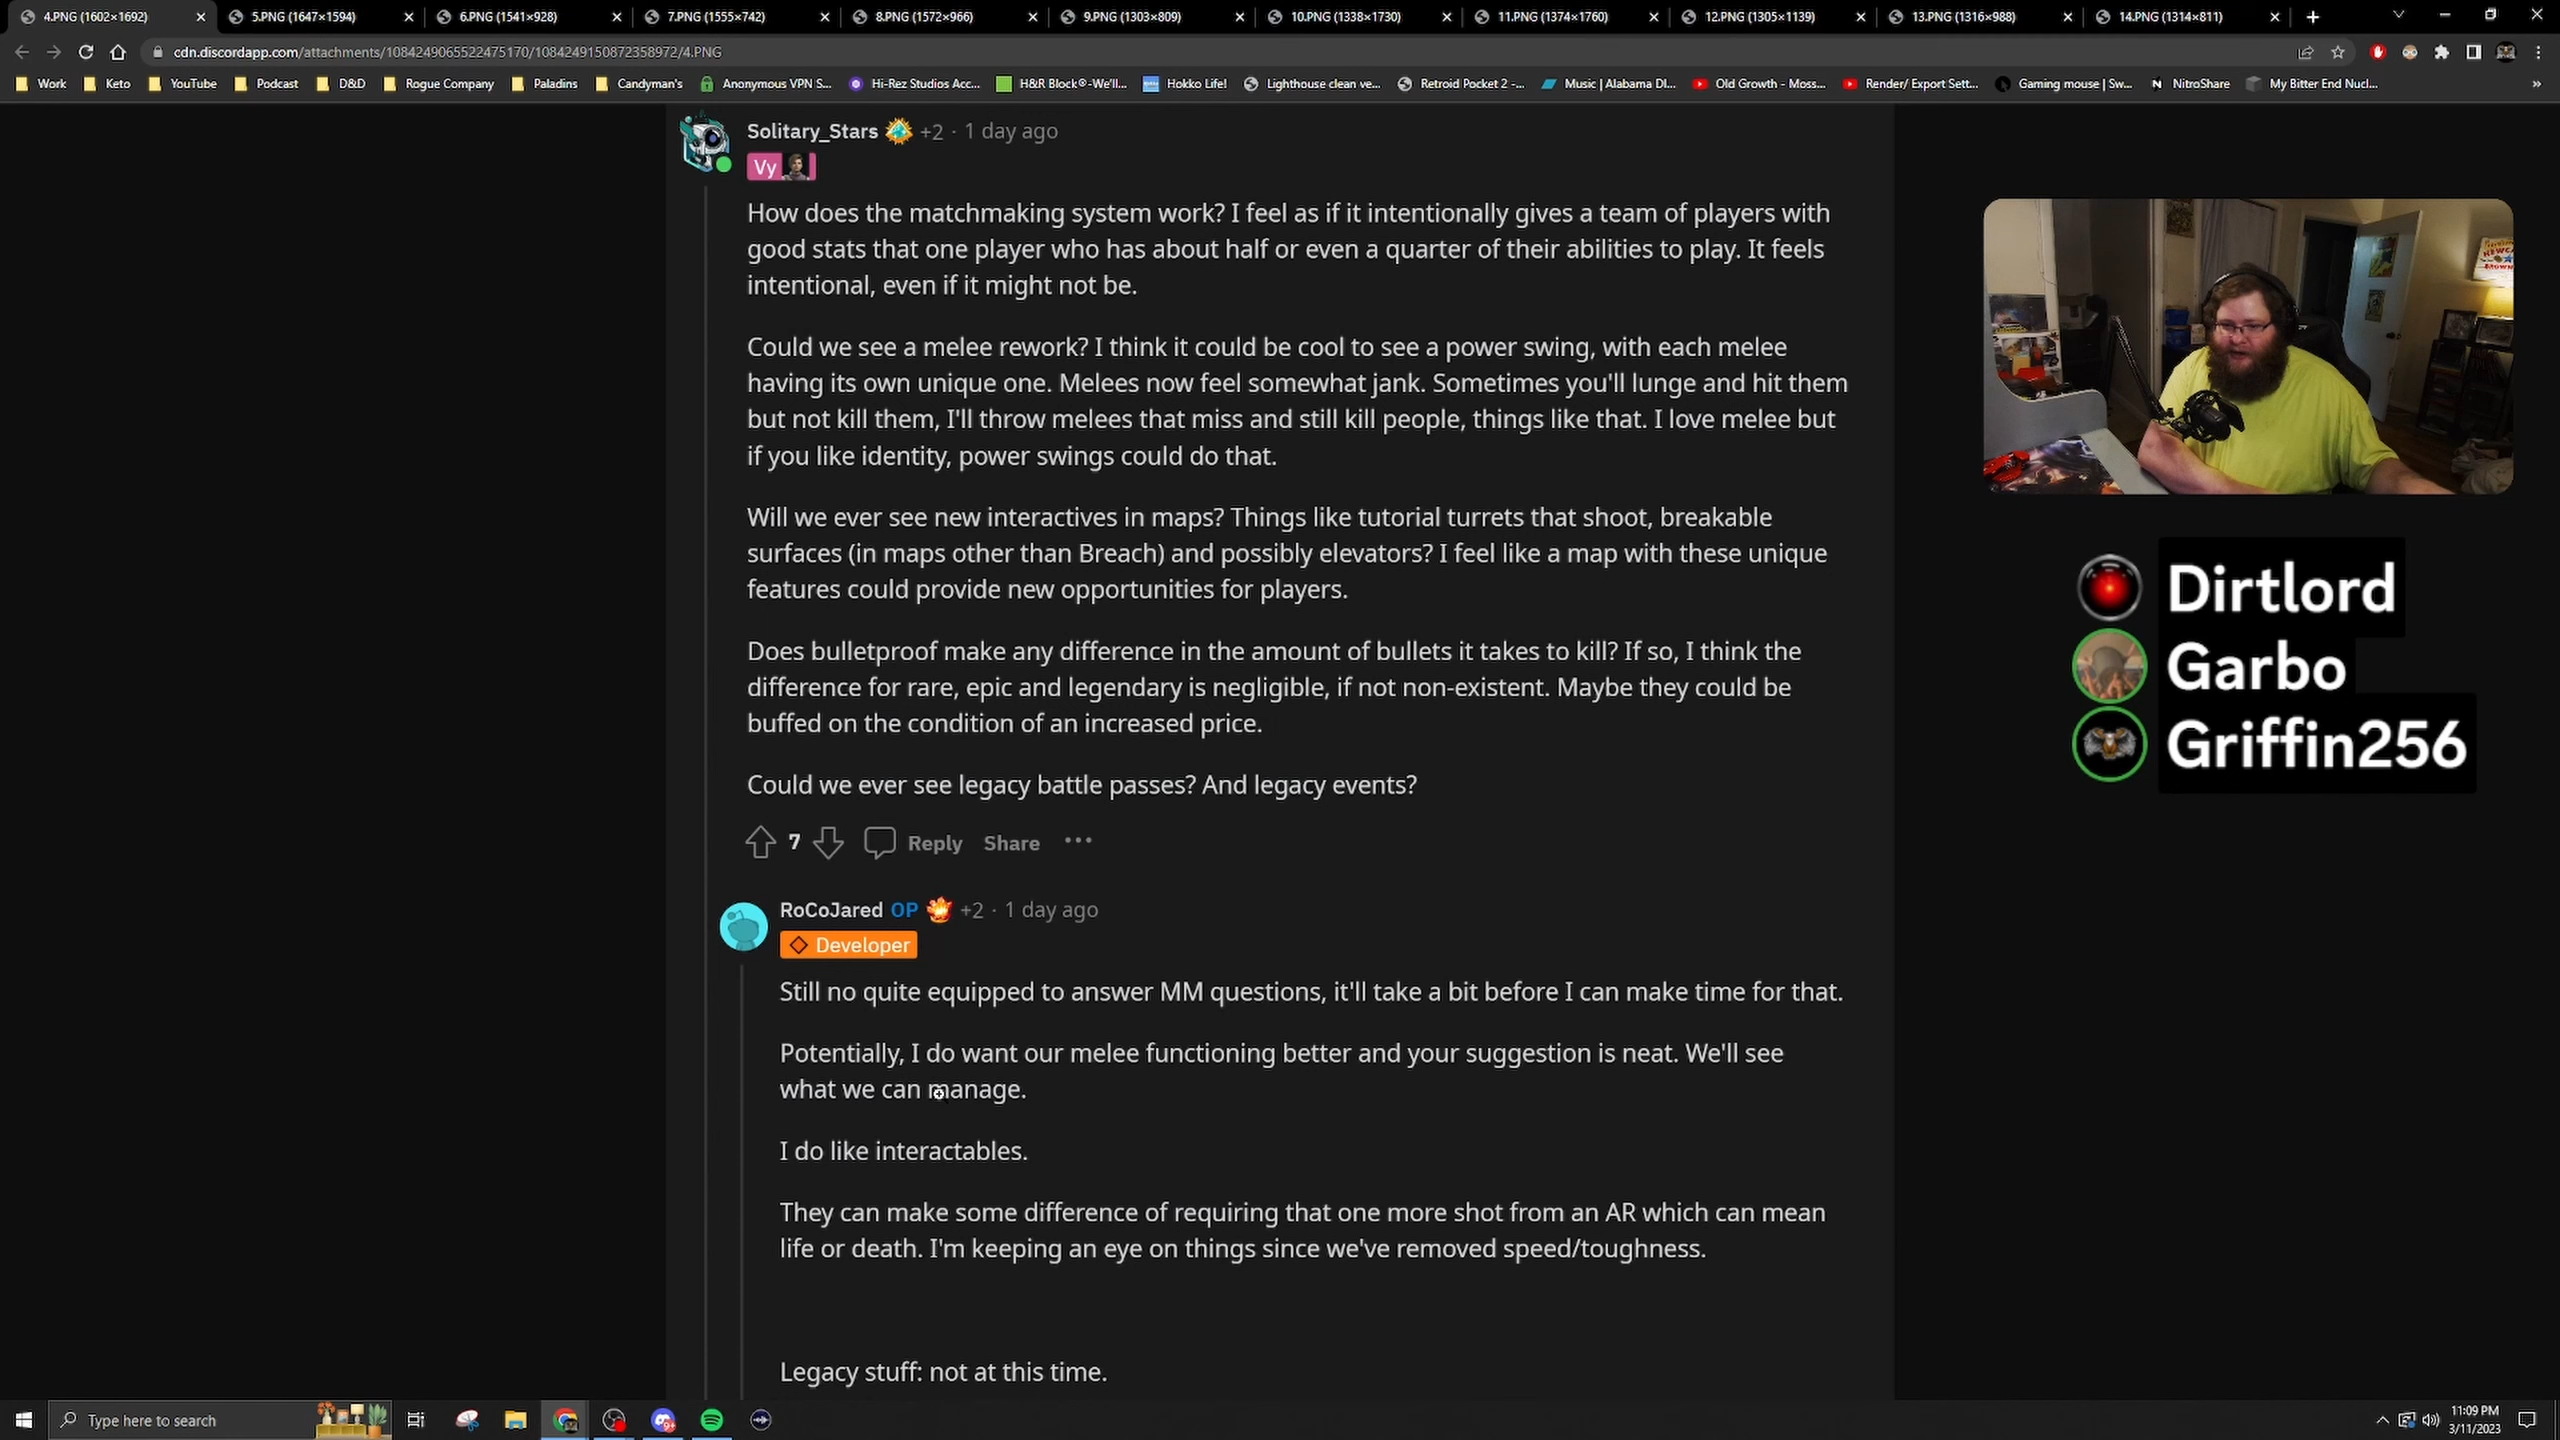 4.PNG (1602×1692)
5.PNG (1647×1594)
6.PNG (1541×928)
7.PNG (1555×742)
8.PNG (1572×966)
9.PNG (1303×809)
10.PNG (1338×1730)
11.PNG (1374×1760)
12.PNG (1305×1139)
13.PNG (1316×988)
14.PNG (1314×811)
cdn.discordapp.com/attachments/1084249065522475170/1084249150872358972/4.PNG
Work
Keto
YouTube
Podcast
D&D
Rogue Company
Paladins
Candyman's
Anonymous VPN S...
Hi-Rez Studios Acc...
H&R Block®-We'll...
Hokko Life!
Lighthouse clean ve...
Retroid Pocket 2 -...
Music | Alabama DI...
Old Growth - Moss...
Render/ Export Sett...
Gaming mouse | Sw...
NitroShare
My Bitter End Nucl...
»
Solitary_Stars +2 · 1 day ago
Vy
How does the matchmaking system work? I feel as if it intentionally gives a team of players with
good stats that one player who has about half or even a quarter of their abilities to play. It feels
intentional, even if it might not be.
Could we see a melee rework? I think it could be cool to see a power swing, with each melee
having its own unique one. Melees now feel somewhat jank. Sometimes you'll lunge and hit them
but not kill them, I'll throw melees that miss and still kill people, things like that. I love melee but
if you like identity, power swings could do that.
Will we ever see new interactives in maps? Things like tutorial turrets that shoot, breakable
surfaces (in maps other than Breach) and possibly elevators? I feel like a map with these unique
features could provide new opportunities for players.
Does bulletproof make any difference in the amount of bullets it takes to kill? If so, I think the
difference for rare, epic and legendary is negligible, if not non-existent. Maybe they could be
buffed on the condition of an increased price.
Could we ever see legacy battle passes? And legacy events?
7 Reply Share ···
RoCoJared OP +2 · 1 day ago
Developer
Still no quite equipped to answer MM questions, it'll take a bit before I can make time for that.
Potentially, I do want our melee functioning better and your suggestion is neat. We'll see
what we can manage.
I do like interactables.
They can make some difference of requiring that one more shot from an AR which can mean
life or death. I'm keeping an eye on things since we've removed speed/toughness.
Legacy stuff: not at this time.
Dirtlord
Garbo
Griffin256
Type here to search
11:09 PM
3/11/2023